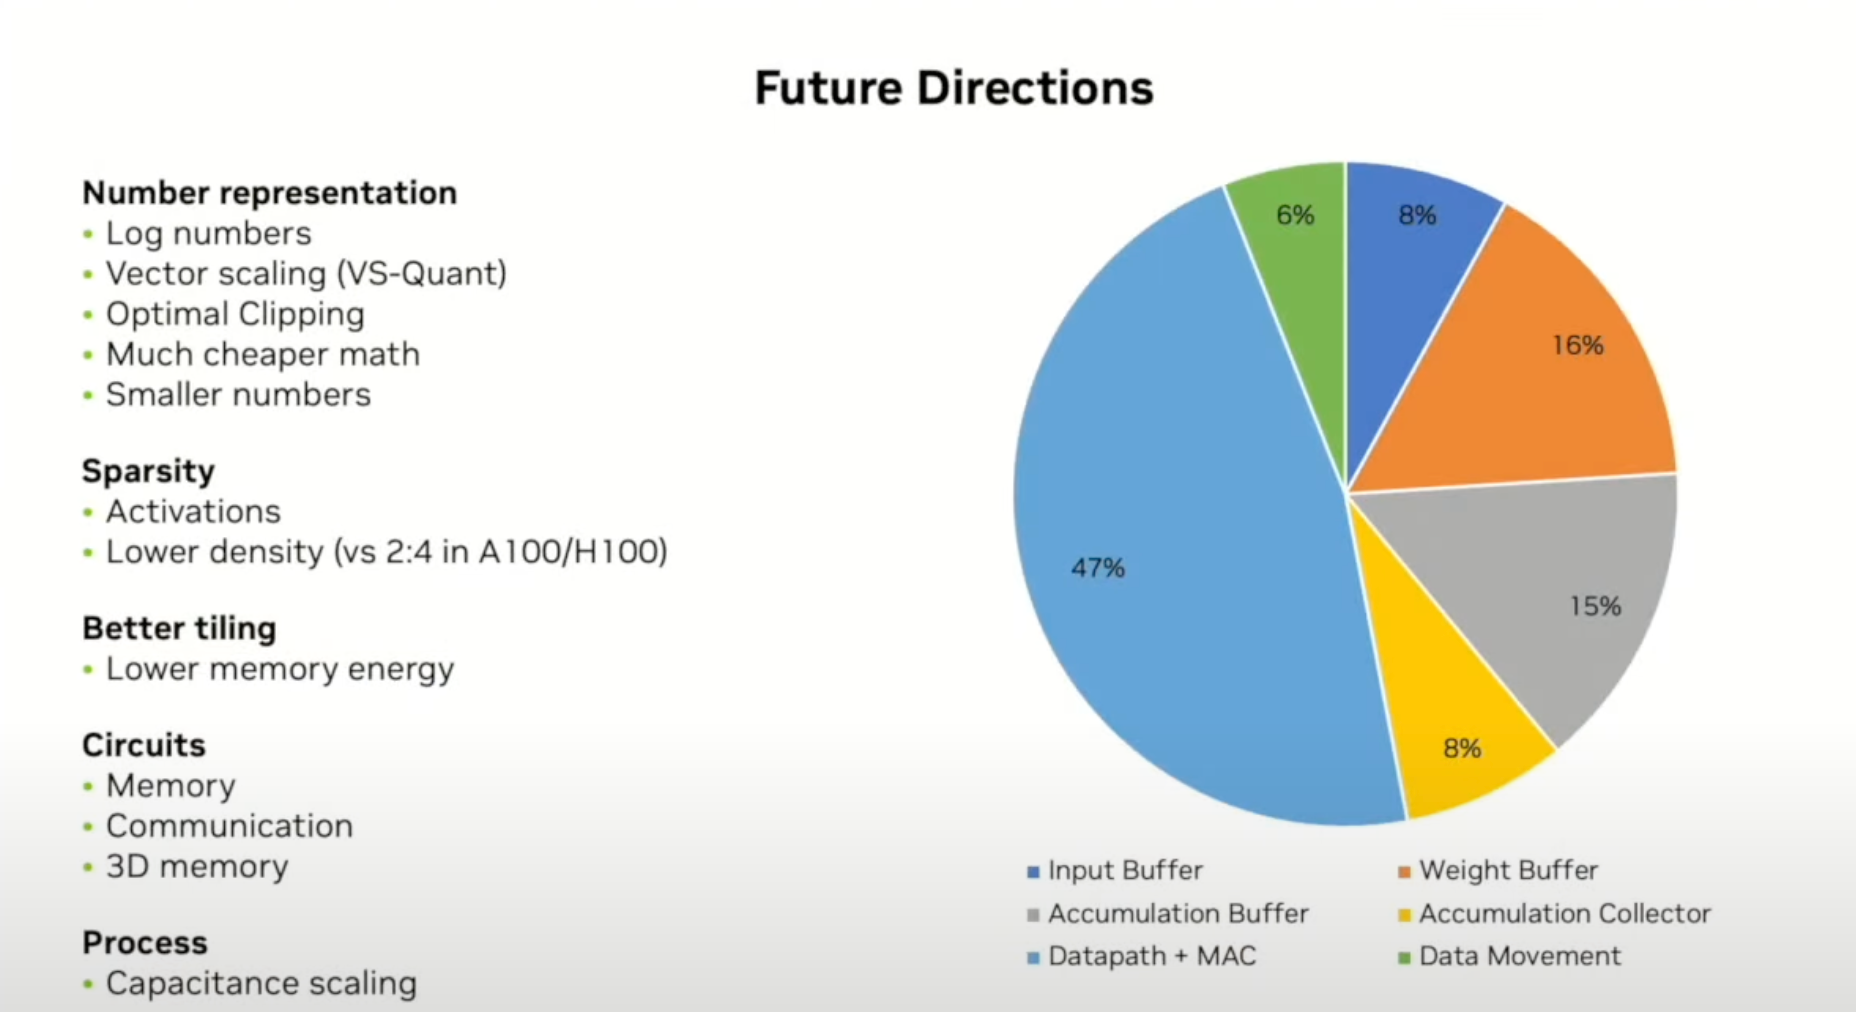 Future Directions
Number representation
• Log numbers
• Vector scaling (VS-Quant)
• Optimal Clipping
• Much cheaper math
• Smaller numbers
Sparsity
• Activations
• Lower density (vs 2:4 in A100/H100)
Better tiling
• Lower memory energy
Circuits
• Memory
• Communication
• 3D memory
Process
• Capacitance scaling
6%
8%
16%
47%
15%
8%
Input Buffer
Weight Buffer
Accumulation Buffer
Accumulation Collector
Datapath + MAC
Data Movement